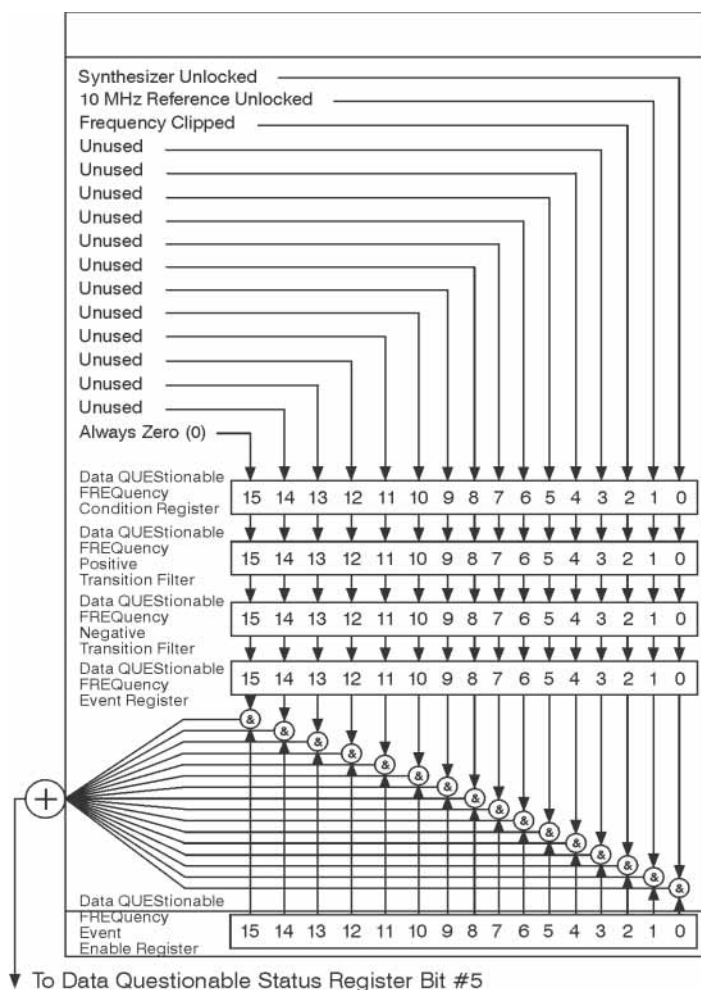 Synthesizer Unlocked
10 MHz Reference Unlocked
Frequency Clipped
Unused
Unused
Unused
Unused
Unused
Unused
Unused
Unused
Unused
Unused
Unused
Unused
Always Zero (0)
Data QUEStionable
FREQuency
Condition Register
15 14 13 12 11 10 9 8 7 6 5 4 3 2 1 0
Data QUEStionable
FREQuency
Positive
Transition Filter
15 14 13 12 11 10 9 8 7 6 5 4 3 2 1 0
Data QUEStionable
FREQuency
Negative
Transition Filter
15 14 13 12 11 10 9 8 7 6 5 4 3 2 1 0
Data QUEStionable
FREQuency
Event Register
15 14 13 12 11 10 9 8 7 6 5 4 3 2 1 0
& & & & & & & & & & & & & & & &
+
Data QUEStionable
FREQuency
Event
Enable Register
15 14 13 12 11 10 9 8 7 6 5 4 3 2 1 0
To Data Questionable Status Register Bit #5